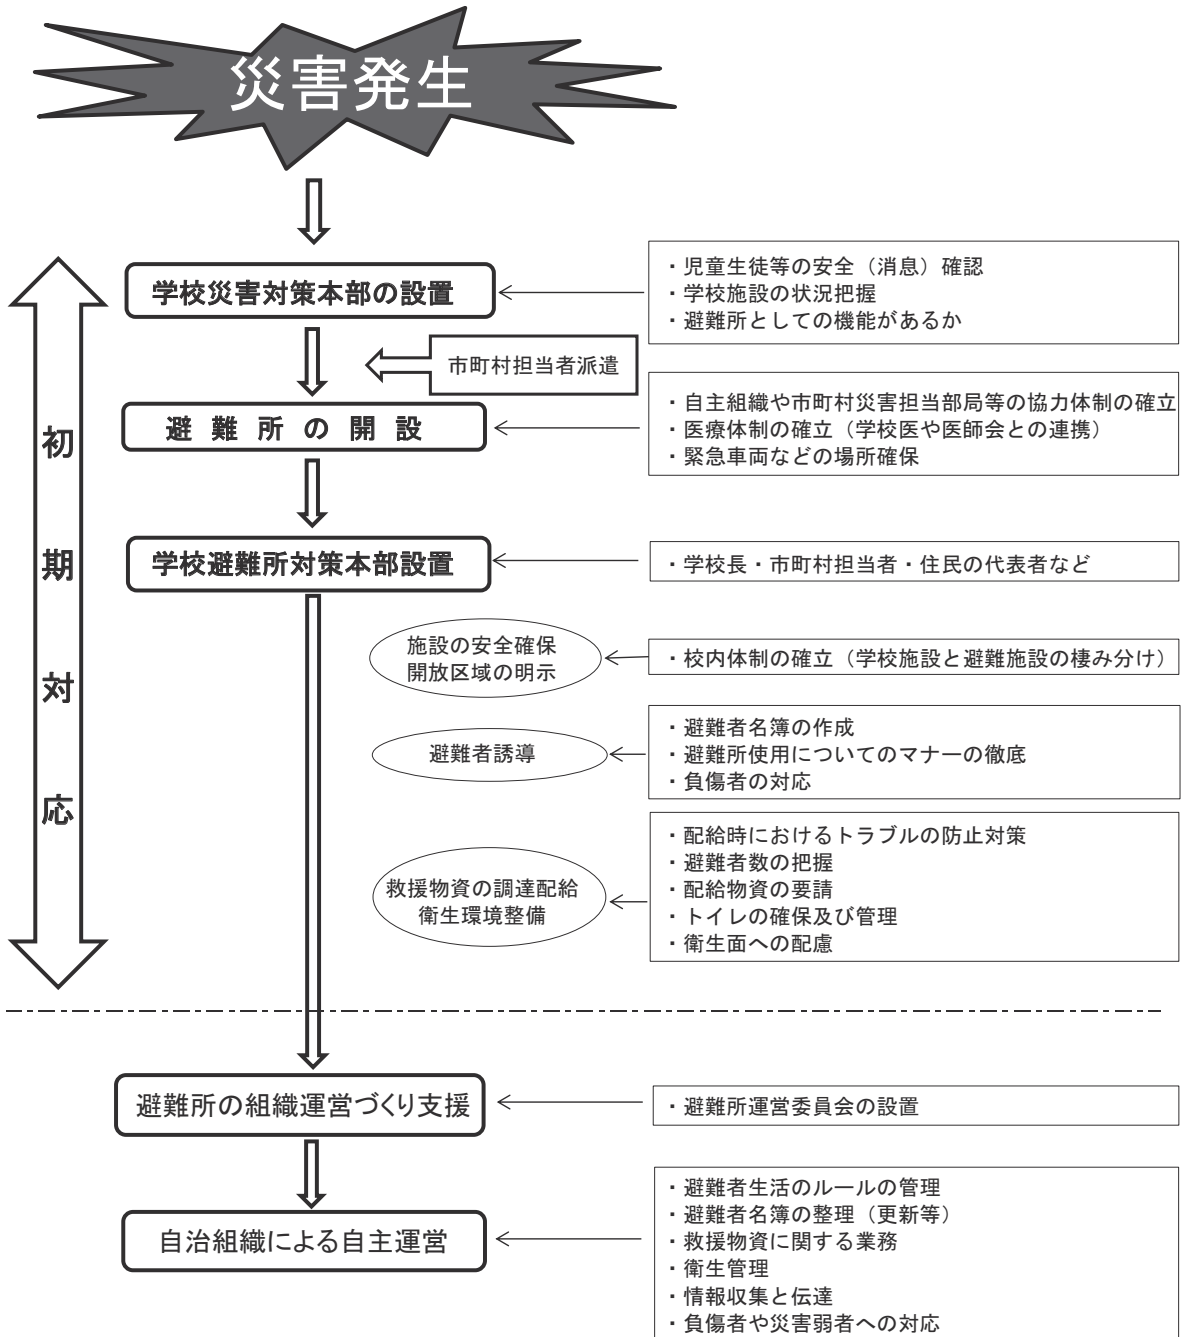 災害発生
学校災害対策本部の設置
・児童生徒等の安全（消息）確認
・学校施設の状況把握
・避難所としての機能があるか
市町村担当者派遣
避難所の開設
・自主組織や市町村災害担当部局等の協力体制の確立
・医療体制の確立（学校医や医師会との連携）
・緊急車両などの場所確保
初期対応
学校避難所対策本部設置
・学校長・市町村担当者・住民の代表者など
施設の安全確保
開放区域の明示
・校内体制の確立（学校施設と避難施設の棲み分け）
避難者誘導
・避難者名簿の作成
・避難所使用についてのマナーの徹底
・負傷者の対応
救援物資の調達配給
衛生環境整備
・配給時におけるトラブルの防止対策
・避難者数の把握
・配給物資の要請
・トイレの確保及び管理
・衛生面への配慮
避難所の組織運営づくり支援
・避難所運営委員会の設置
自治組織による自主運営
・避難者生活のルールの管理
・避難者名簿の整理（更新等）
・救援物資に関する業務
・衛生管理
・情報収集と伝達
・負傷者や災害弱者への対応